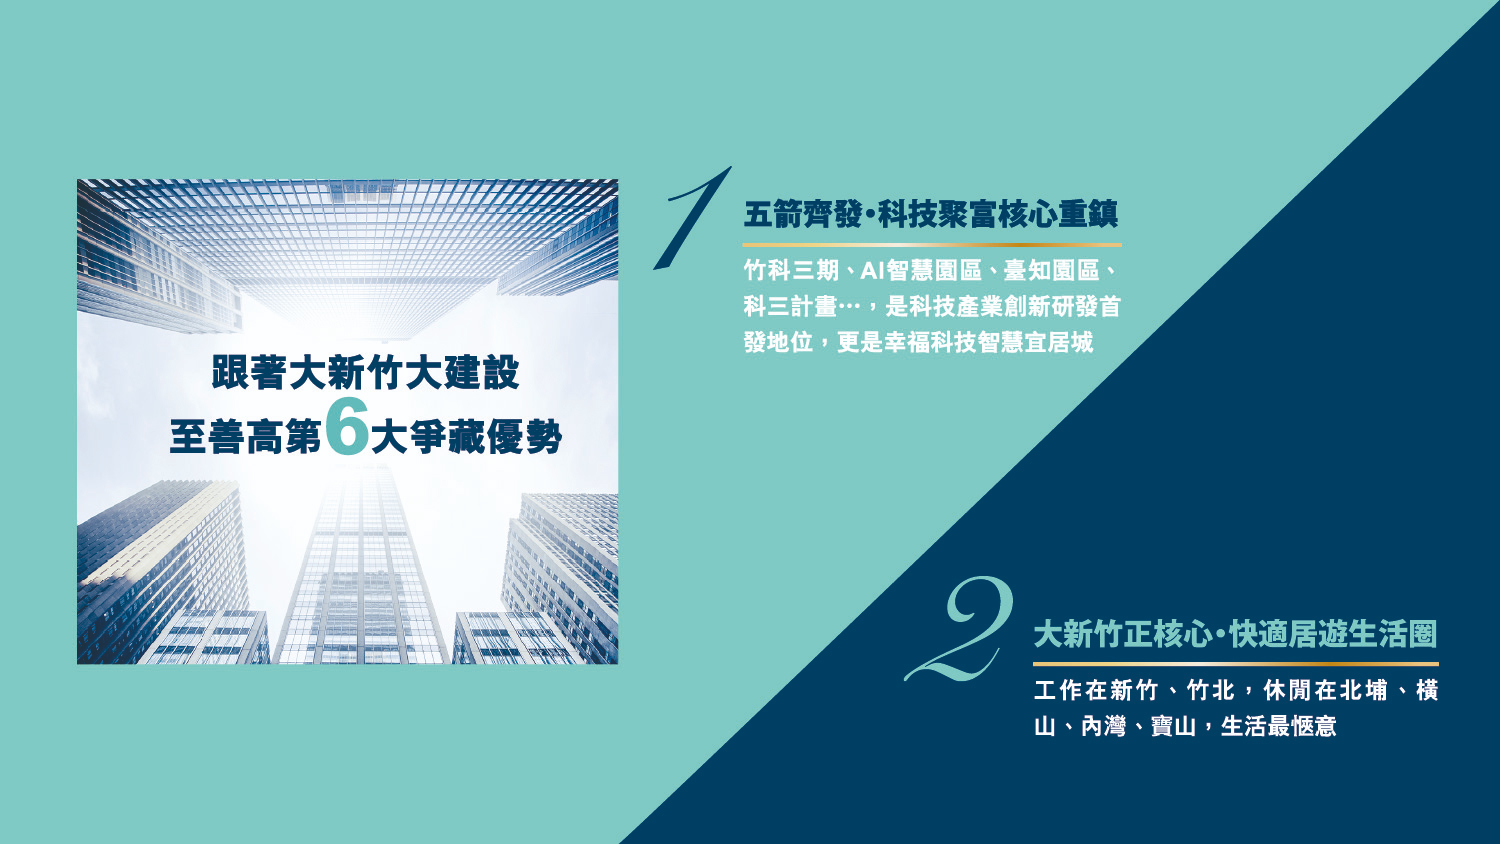 跟著大新竹大建設
至善高第6大爭藏優勢
1
五箭齊發•科技聚富核心重鎮
竹科三期、AI智慧園區、臺知園區、
科三計畫⋯，是科技產業創新研發首
發地位，更是幸福科技智慧宜居城
2
大新竹正核心•快適居遊生活圈
工作在新竹、竹北，休閒在北埔、橫
山、內灣、寶山，生活最愜意